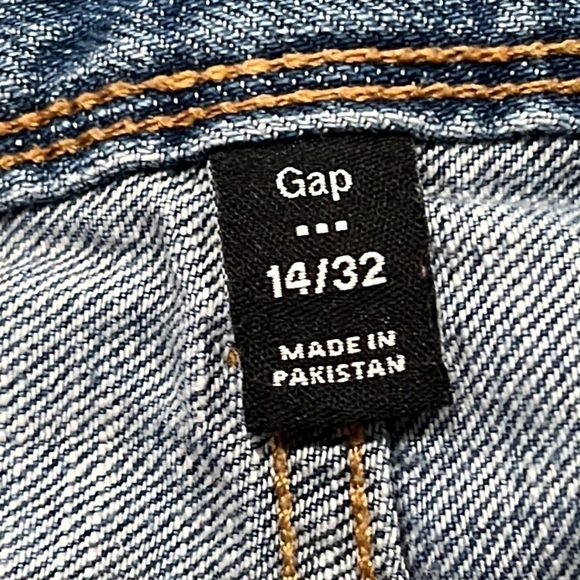 Gap
...
14/32
MADE IN
PAKISTAN